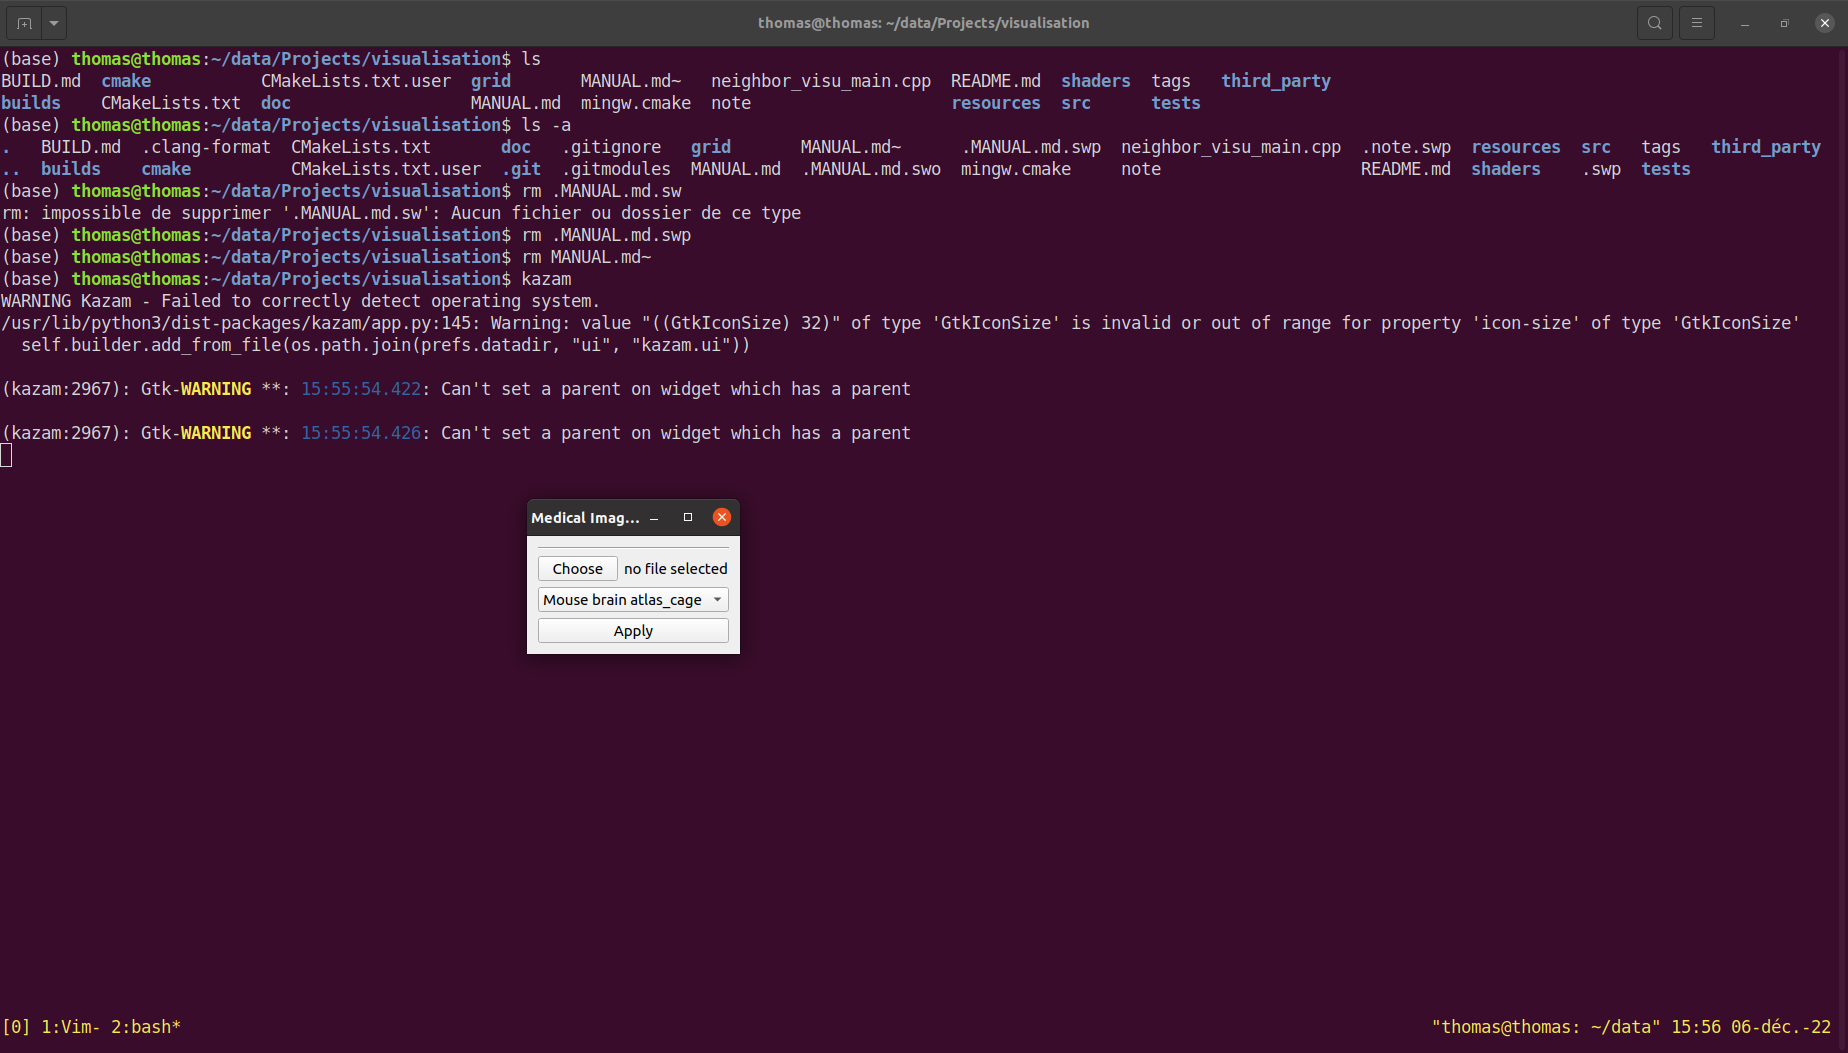 thomas@thomas: ~/data/Projects/visualisation
(base) thomas@thomas:~/data/Projects/visualisation$ ls
BUILD.md  cmake           CMakeLists.txt.user  grid       MANUAL.md~   neighbor_visu_main.cpp  README.md  shaders  tags   third_party
builds    CMakeLists.txt  doc                  MANUAL.md  mingw.cmake  note                    resources  src      tests
(base) thomas@thomas:~/data/Projects/visualisation$ ls -a
.   BUILD.md  .clang-format  CMakeLists.txt       doc   .gitignore   grid       MANUAL.md~      .MANUAL.md.swp  neighbor_visu_main.cpp  .note.swp  resources  src   tags   third_party
..  builds    cmake          CMakeLists.txt.user  .git  .gitmodules  MANUAL.md  .MANUAL.md.swo  mingw.cmake     note                    README.md  shaders    .swp  tests
(base) thomas@thomas:~/data/Projects/visualisation$ rm .MANUAL.md.sw
rm: impossible de supprimer '.MANUAL.md.sw': Aucun fichier ou dossier de ce type
(base) thomas@thomas:~/data/Projects/visualisation$ rm .MANUAL.md.swp
(base) thomas@thomas:~/data/Projects/visualisation$ rm MANUAL.md~
(base) thomas@thomas:~/data/Projects/visualisation$ kazam
WARNING Kazam - Failed to correctly detect operating system.
/usr/lib/python3/dist-packages/kazam/app.py:145: Warning: value "((GtkIconSize) 32)" of type 'GtkIconSize' is invalid or out of range for property 'icon-size' of type 'GtkIconSize'
  self.builder.add_from_file(os.path.join(prefs.datadir, "ui", "kazam.ui"))
(kazam:2967): Gtk-WARNING **: 15:55:54.422: Can't set a parent on widget which has a parent
(kazam:2967): Gtk-WARNING **: 15:55:54.426: Can't set a parent on widget which has a parent
Medical Imag...
Choose no file selected
Mouse brain atlas_cage
Apply
[0] 1:Vim- 2:bash* "thomas@thomas: ~/data" 15:56 06-déc.-22